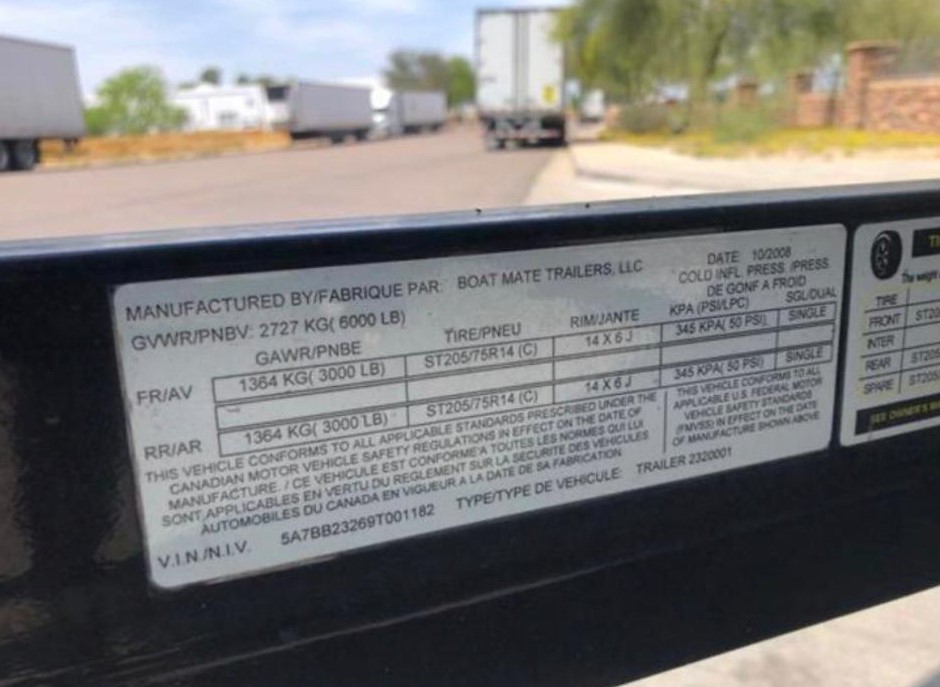 MANUFACTURED BY/FABRIQUE PAR: BOAT MATE TRAILERS, LLC DATE 10/2008
GVWR/PNBV: 2727 KG( 6000 LB) COLD INFL. PRESS. /PRESS.
DE GONF A FROID
GAWR/PNBE TIRE/PNEU RIM/JANTE KPA (PSI/LPC) SGL/DUAL
FR/AV 1364 KG( 3000 LB) ST205/75R14 (C) 14 X 6 J 345 KPA( 50 PSI) SINGLE
RR/AR 1364 KG( 3000 LB) ST205/75R14 (C) 14 X 6 J 345 KPA( 50 PSI) SINGLE
THIS VEHICLE CONFORMS TO ALL APPLICABLE STANDARDS PRESCRIBED UNDER THE
CANADIAN MOTOR VEHICLE SAFETY REGULATIONS IN EFFECT ON THE DATE OF
MANUFACTURE. / CE VEHICULE EST CONFORME A TOUTES LES NORMES QUI LUI
SONT APPLICABLES EN VERTU DU REGLEMENT SUR LA SECURITE DES VEHICULES
AUTOMOBILES DU CANADA EN VIGUEUR A LA DATE DE SA FABRICATION.
THIS VEHICLE CONFORMS TO ALL
APPLICABLE U.S. FEDERAL MOTOR
VEHICLE SAFETY STANDARDS
(FMVSS) IN EFFECT ON THE DATE
OF MANUFACTURE SHOWN ABOVE
V.I.N./N.I.V. 5A7BB23269T001182 TYPE/TYPE DE VEHICULE: TRAILER 2320001
The weight
TIRE
FRONT
INTER
REAR
SPARE
SEE OWNER'S